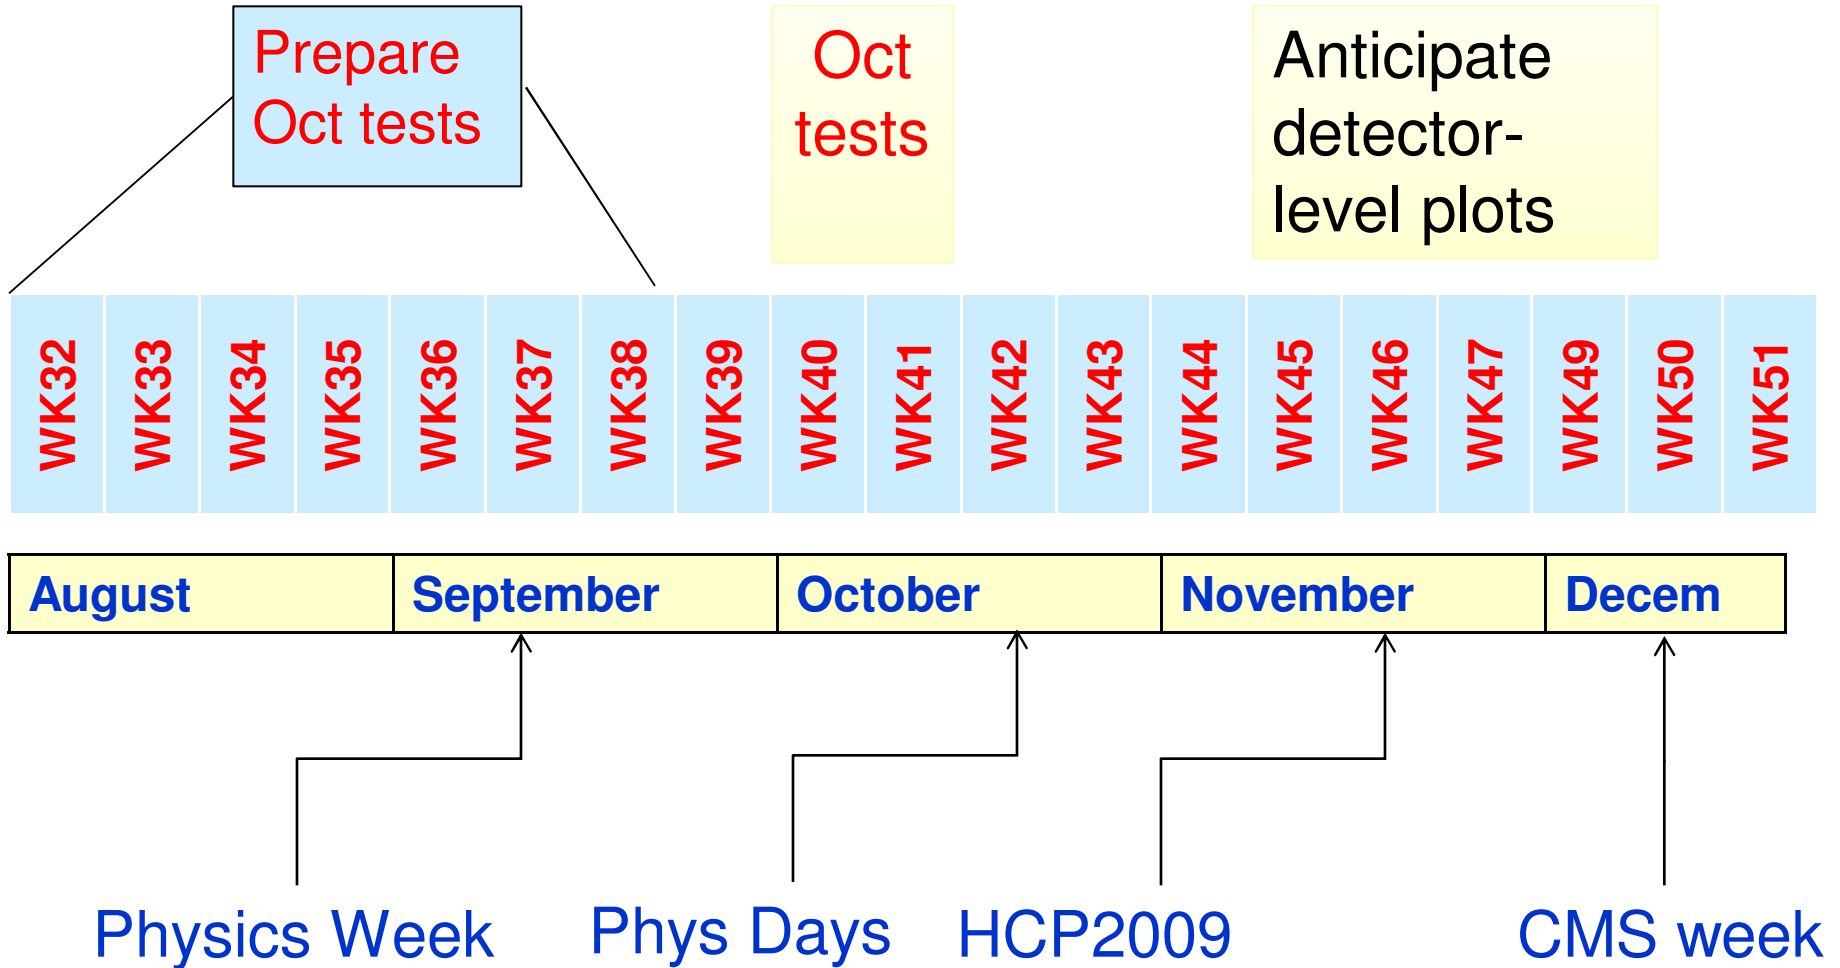 Prepare
Oct tests
Oct
tests
Anticipate
detector-
level plots
WK32
WK33
WK34
WK35
WK36
WK37
WK38
WK39
WK40
WK41
WK42
WK43
WK44
WK45
WK46
WK47
WK49
WK50
WK51
August
September
October
November
Decem
Physics Week
Phys Days
HCP2009
CMS week